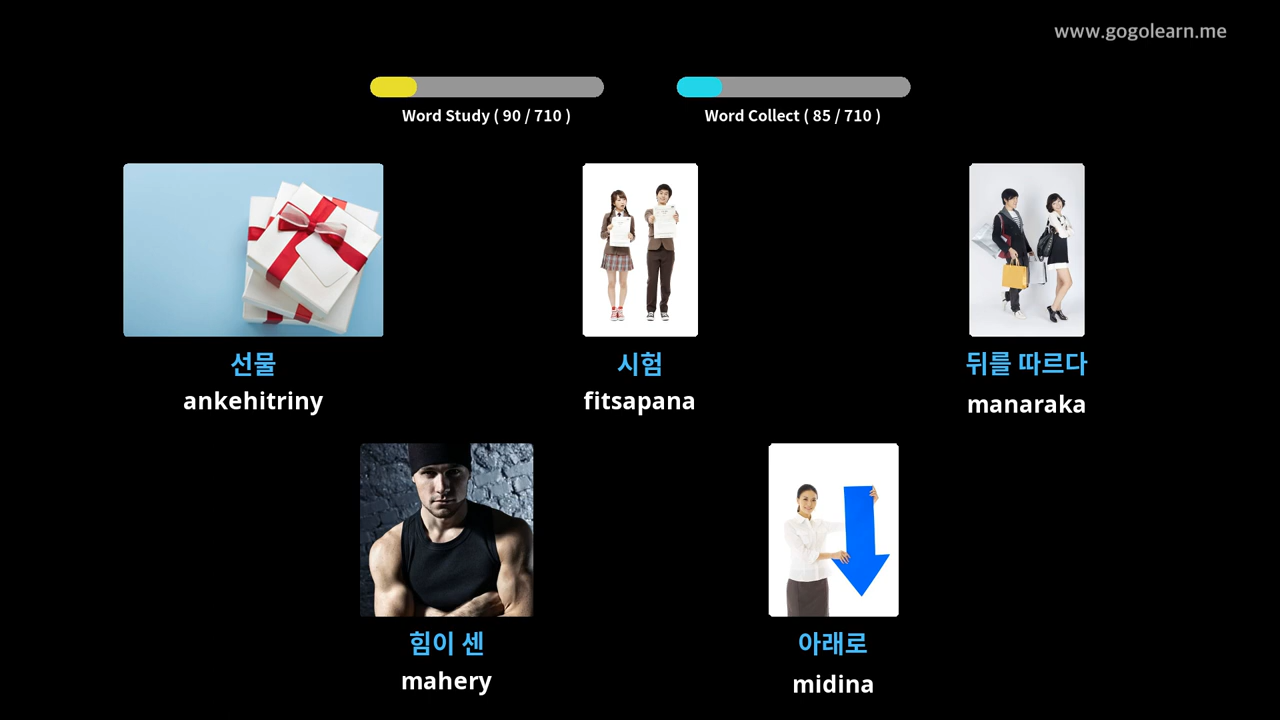 www.gogolearn.me
Word Study ( 90 / 710 )
Word Collect ( 85 / 710 )
선물
ankehitriny
시험
fitsapana
뒤를 따르다
manaraka
힘이 센
mahery
아래로
midina